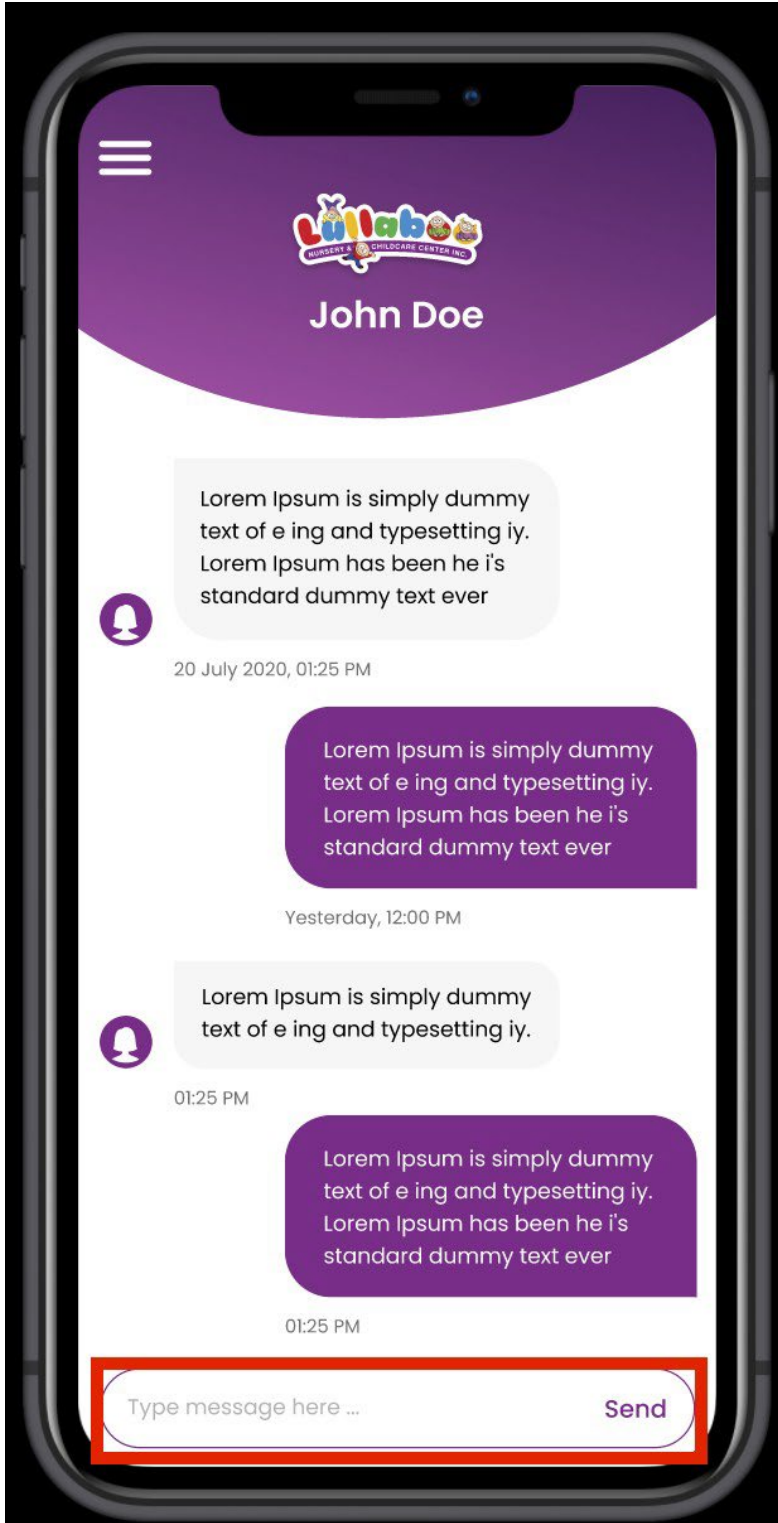 Lullaboo
NURSERY & CHILDCARE CENTER INC.
John Doe
Lorem Ipsum is simply dummy
text of e ing and typesetting iy.
Lorem Ipsum has been he i's
standard dummy text ever
20 July 2020, 01:25 PM
Lorem Ipsum is simply dummy
text of e ing and typesetting iy.
Lorem Ipsum has been he i's
standard dummy text ever
Yesterday, 12:00 PM
Lorem Ipsum is simply dummy
text of e ing and typesetting iy.
01:25 PM
Lorem Ipsum is simply dummy
text of e ing and typesetting iy.
Lorem Ipsum has been he i's
standard dummy text ever
01:25 PM
Type message here ... Send